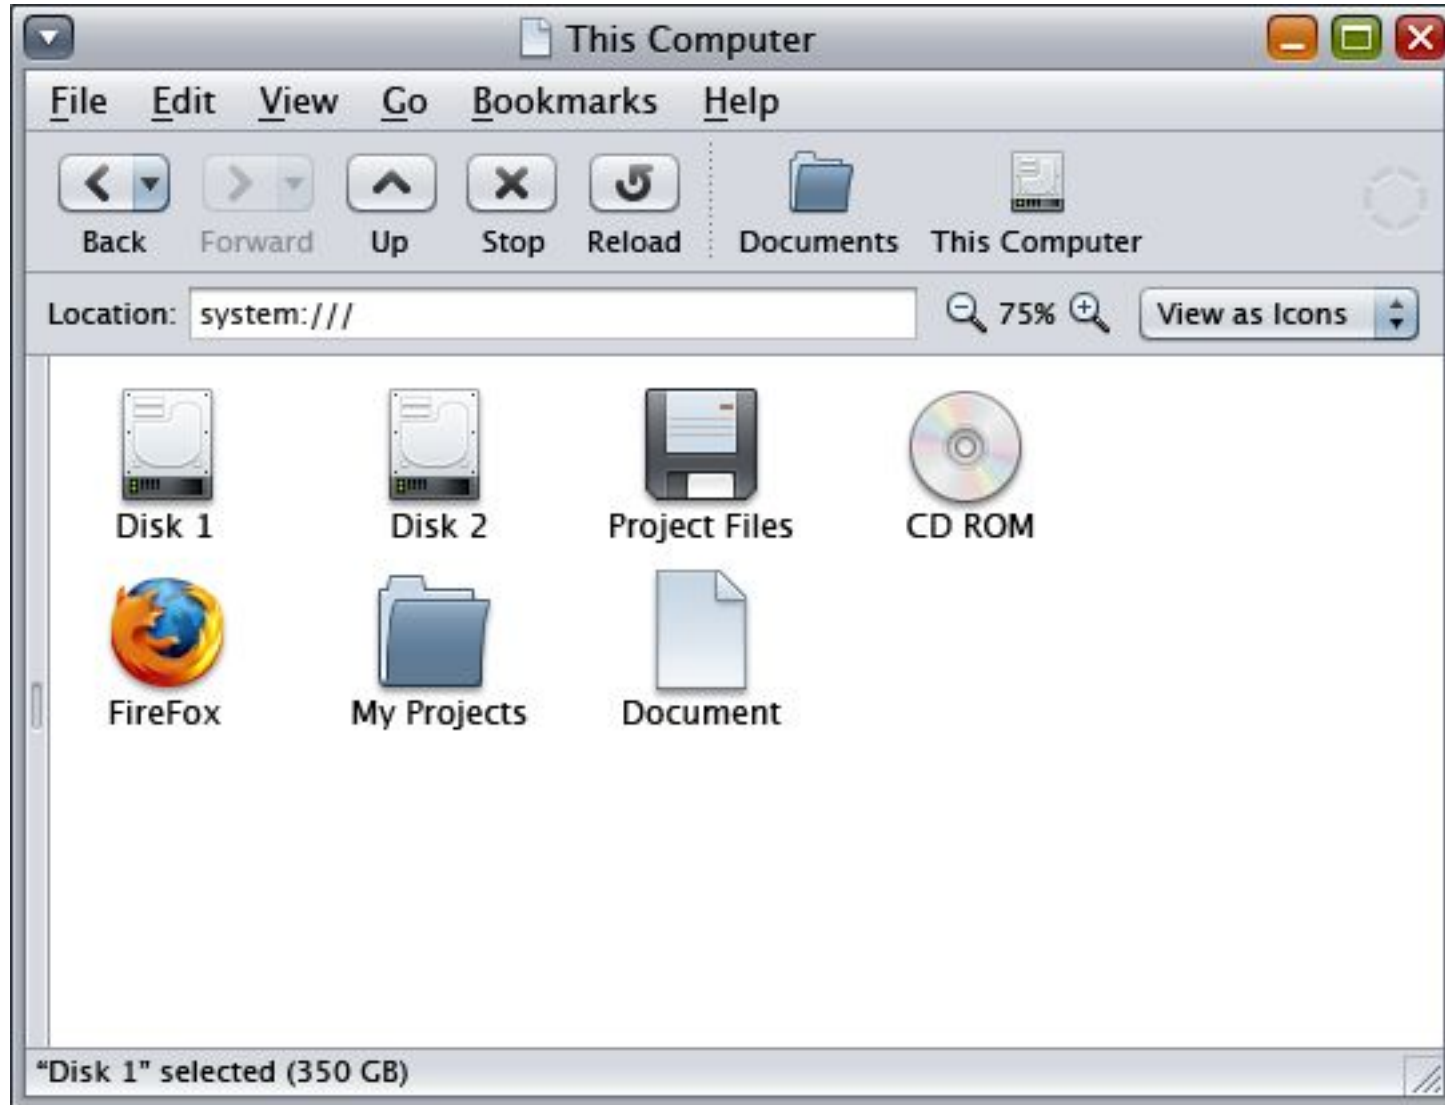 This Computer
File Edit View Go Bookmarks Help
Back Forward Up Stop Reload Documents This Computer
Location: system:/// 75% View as Icons
Disk 1 Disk 2 Project Files CD ROM
FireFox My Projects Document
“Disk 1” selected (350 GB)